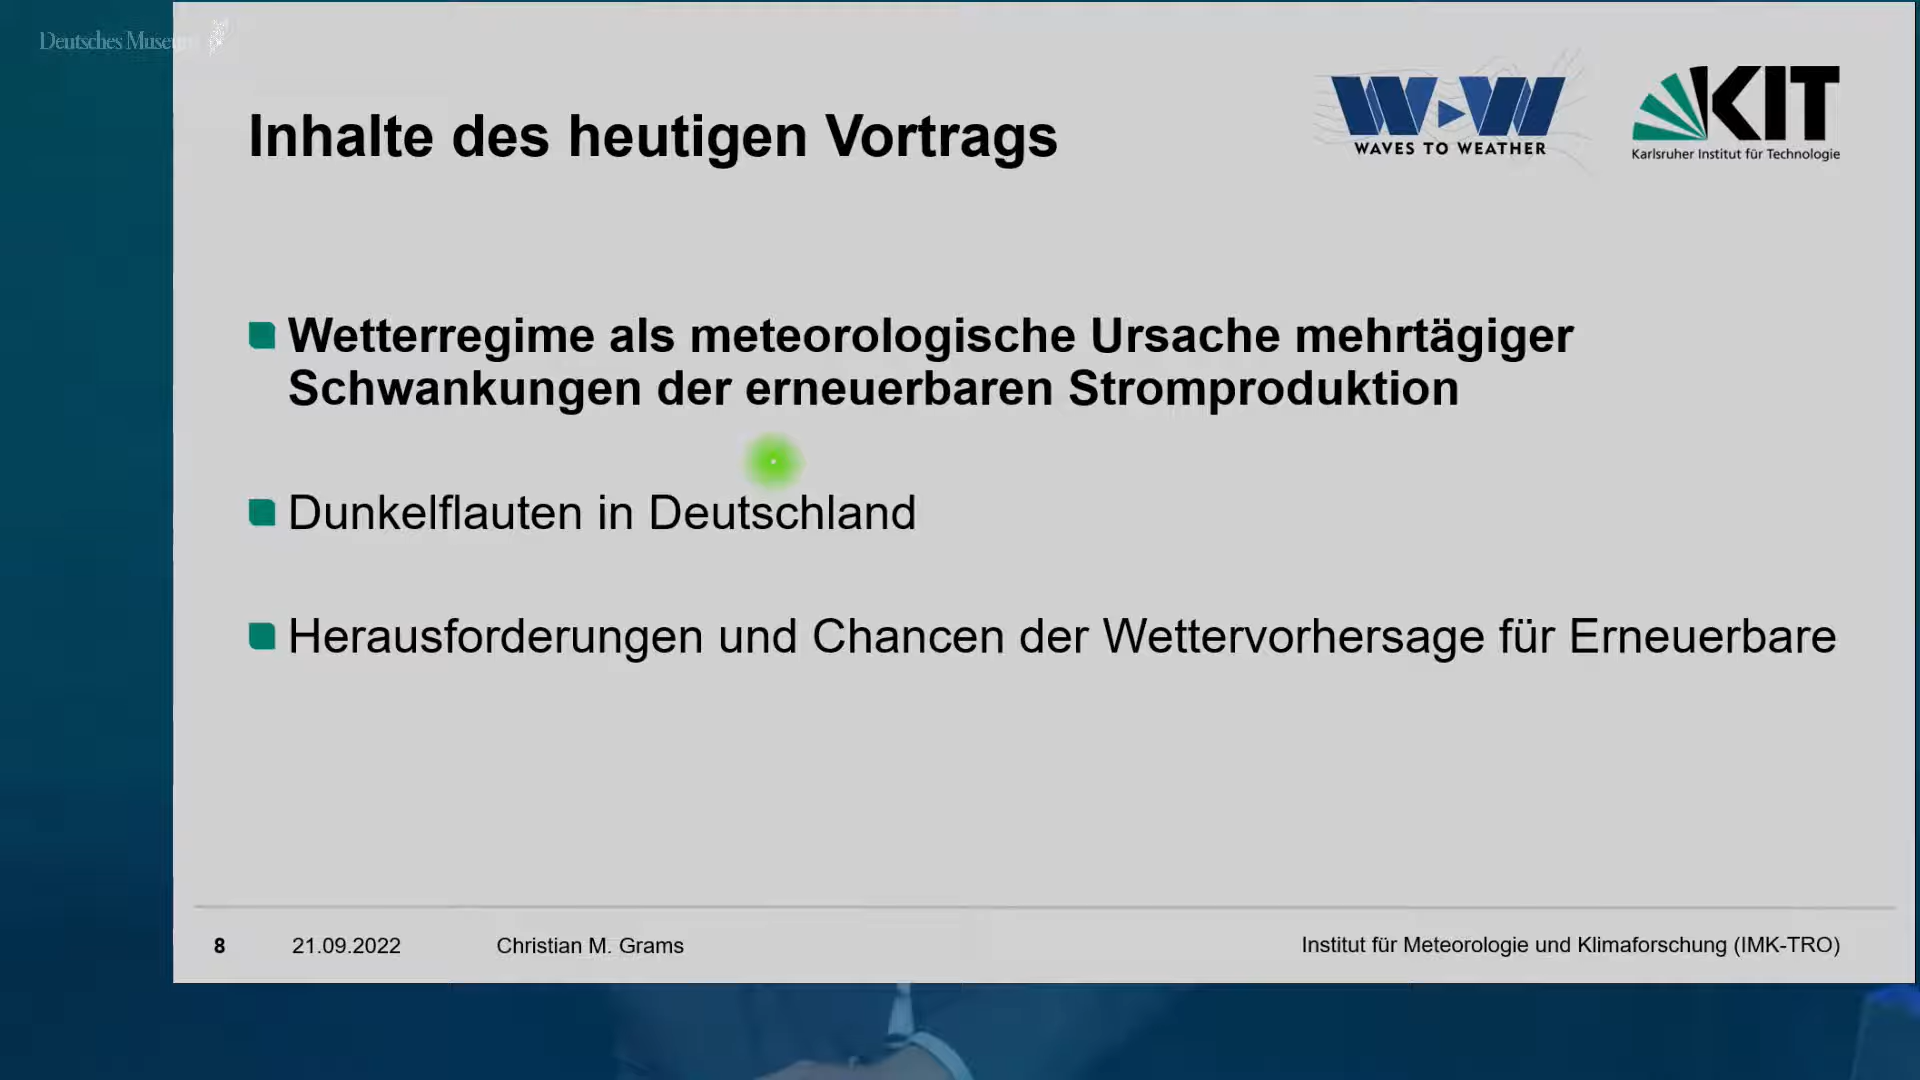 Deutsches Museum
Inhalte des heutigen Vortrags
WAVES TO WEATHER
KIT
Karlsruher Institut für Technologie
Wetterregime als meteorologische Ursache mehrtägiger
Schwankungen der erneuerbaren Stromproduktion
Dunkelflauten in Deutschland
Herausforderungen und Chancen der Wettervorhersage für Erneuerbare
8 21.09.2022 Christian M. Grams Institut für Meteorologie und Klimaforschung (IMK-TRO)